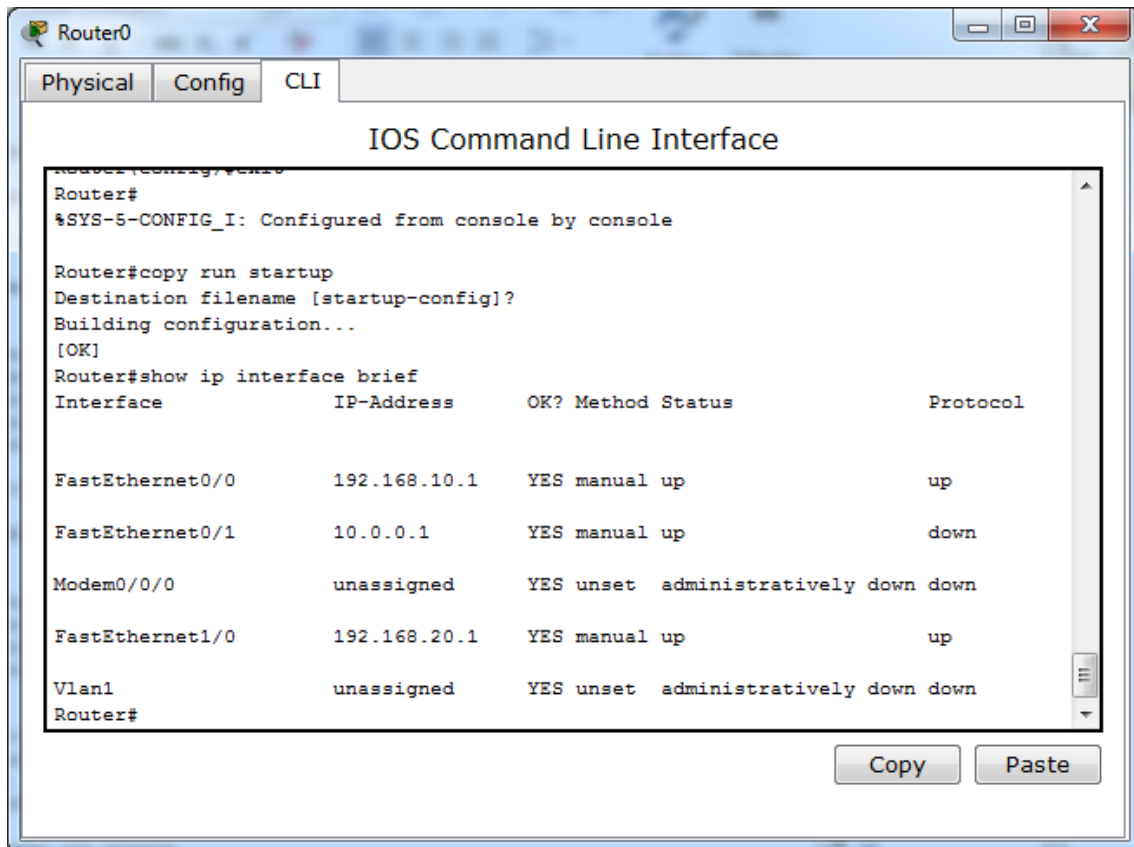 Router0
Physical Config CLI
IOS Command Line Interface
Router#
%SYS-5-CONFIG_I: Configured from console by console
Router#copy run startup
Destination filename [startup-config]?
Building configuration...
[OK]
Router#show ip interface brief
Interface IP-Address OK? Method Status Protocol
FastEthernet0/0 192.168.10.1 YES manual up up
FastEthernet0/1 10.0.0.1 YES manual up down
Modem0/0/0 unassigned YES unset administratively down down
FastEthernet1/0 192.168.20.1 YES manual up up
Vlan1 unassigned YES unset administratively down down
Router#
Copy Paste